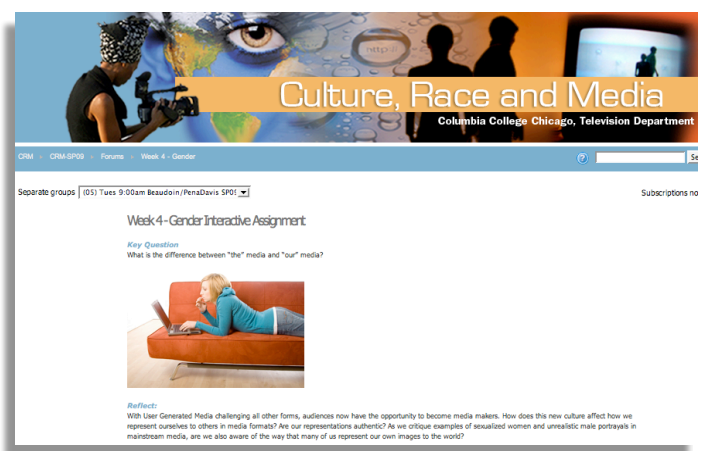 http://
Culture, Race and Media
Columbia College Chicago, Television Department
CRM › CRM-SP09 › Forums › Week 4 - Gender
Se
Separate groups (05) Tues 9:00am Beaudoin/PenaDavis SP0
Subscriptions no
Week 4 - Gender Interactive Assignment
Key Question
What is the difference between "the" media and "our" media?
Reflect:
With User Generated Media challenging all other forms, audiences now have the opportunity to become media makers. How does this new culture affect how we
represent ourselves to others in media formats? Are our representations authentic? As we critique examples of sexualized women and unrealistic male portrayals in
mainstream media, are we also aware of the way that many of us represent our own images to the world?